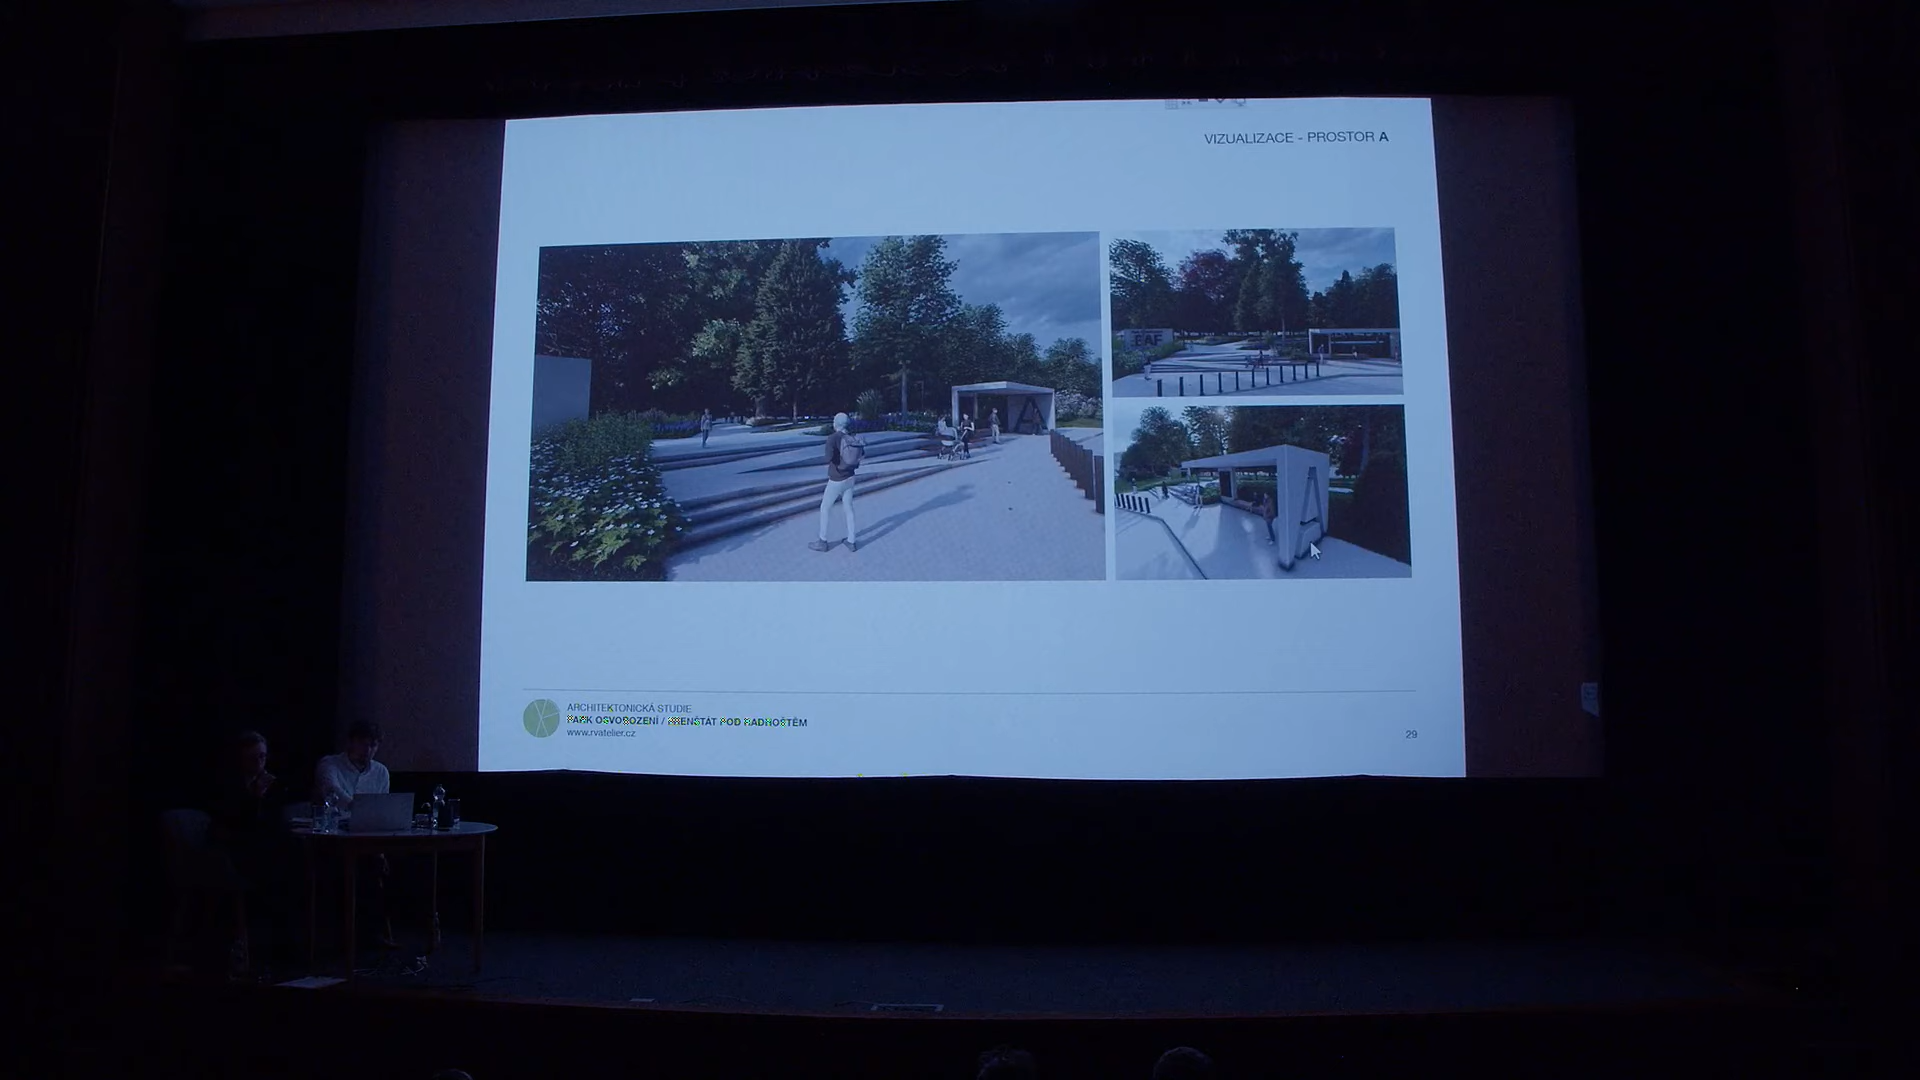 VIZUALIZACE - PROSTOR A
A
A
ARCHITEKTONICKÁ STUDIE
PARK OSVOBOZENÍ / FRENŠTÁT POD RADHOŠTĚM
www.rvatelier.cz
29